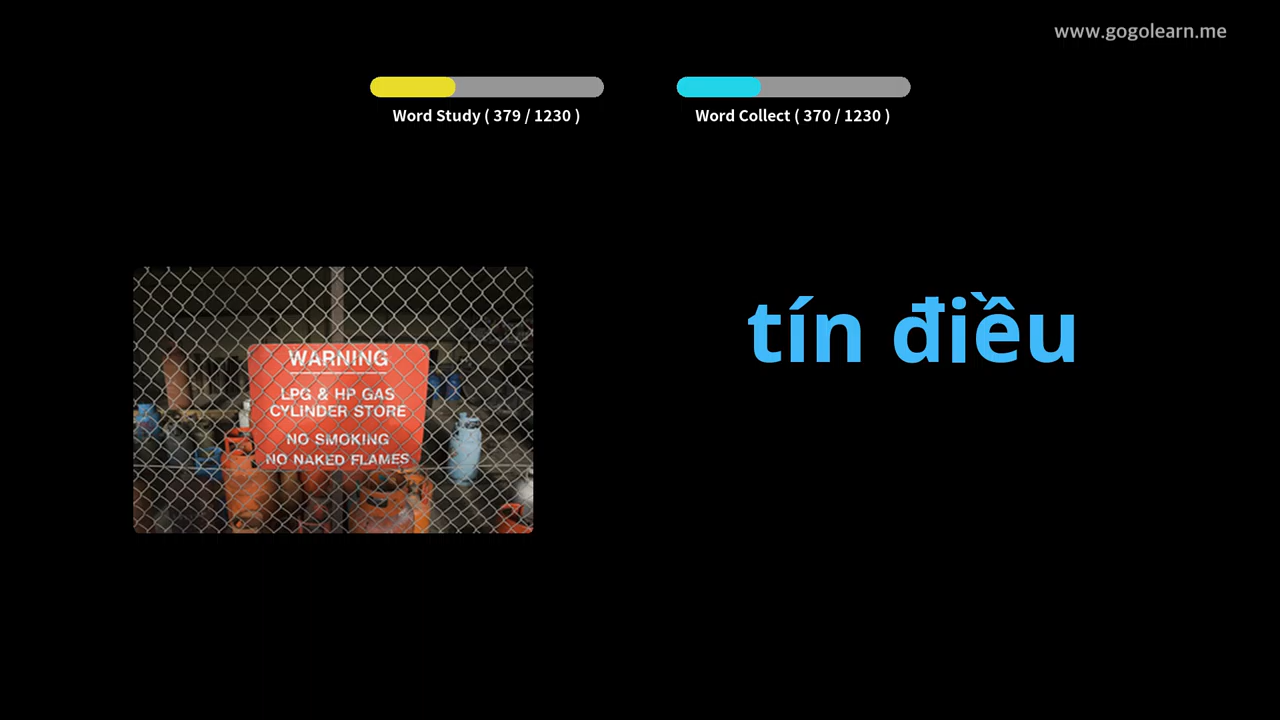 www.gogolearn.me
Word Study ( 379 / 1230 )
Word Collect ( 370 / 1230 )
WARNING
LPG & HP GAS
CYLINDER STORE
NO SMOKING
NO NAKED FLAMES
tín điều